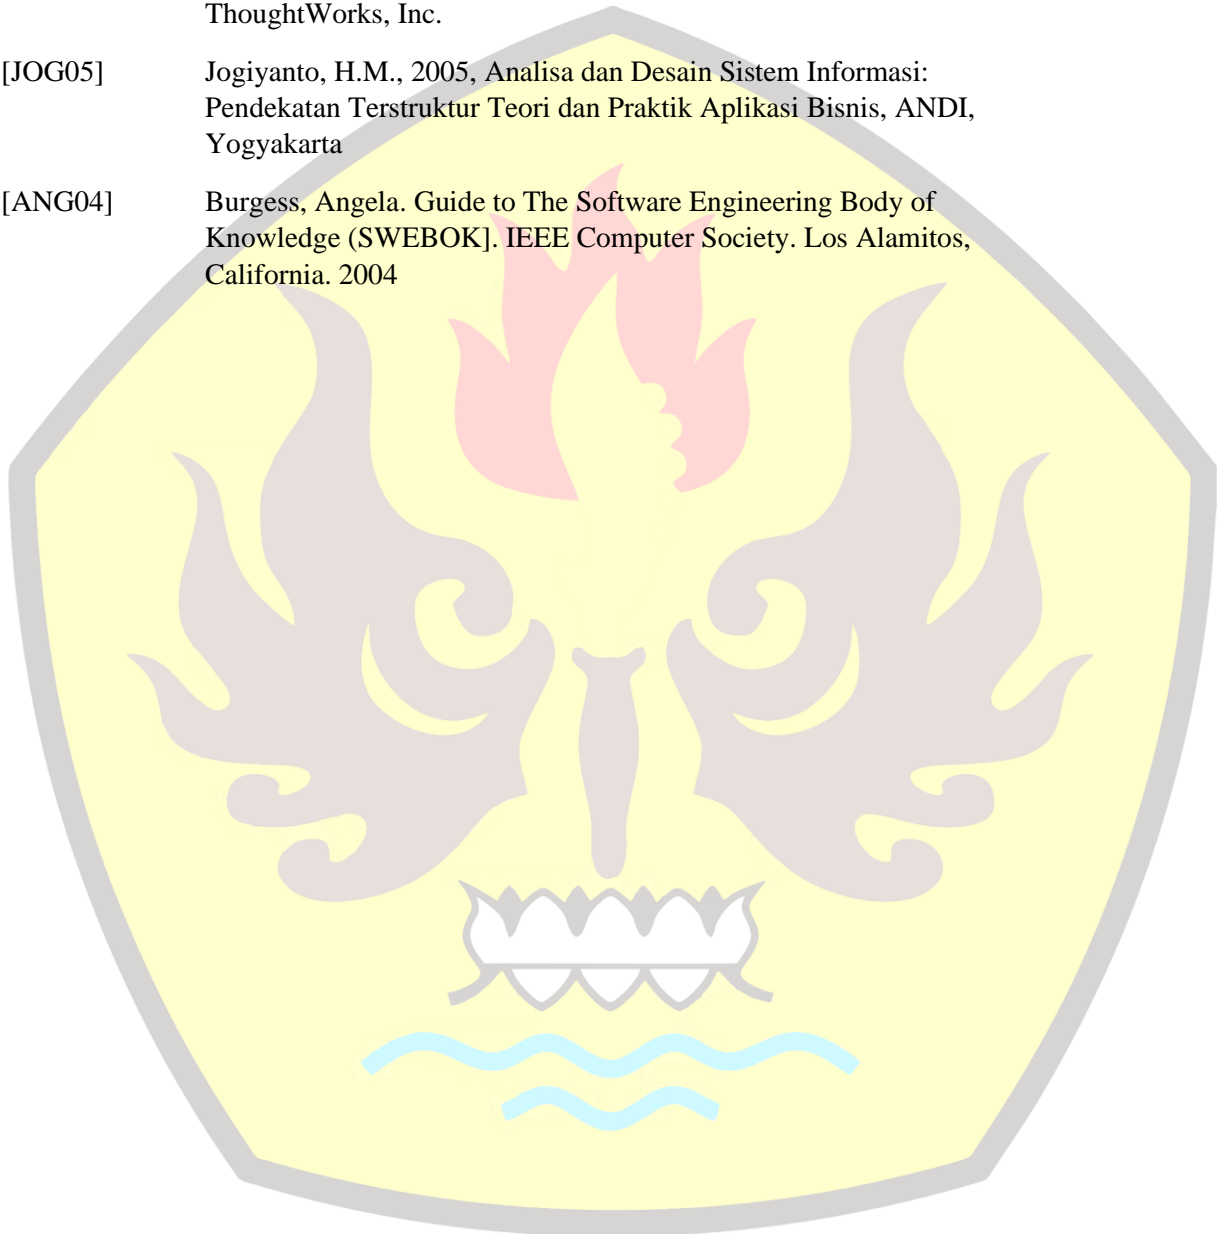 ThoughtWorks, Inc.
[JOG05] Jogiyanto, H.M., 2005, Analisa dan Desain Sistem Informasi:
Pendekatan Terstruktur Teori dan Praktik Aplikasi Bisnis, ANDI,
Yogyakarta
[ANG04] Burgess, Angela. Guide to The Software Engineering Body of
Knowledge (SWEBOK]. IEEE Computer Society. Los Alamitos,
California. 2004